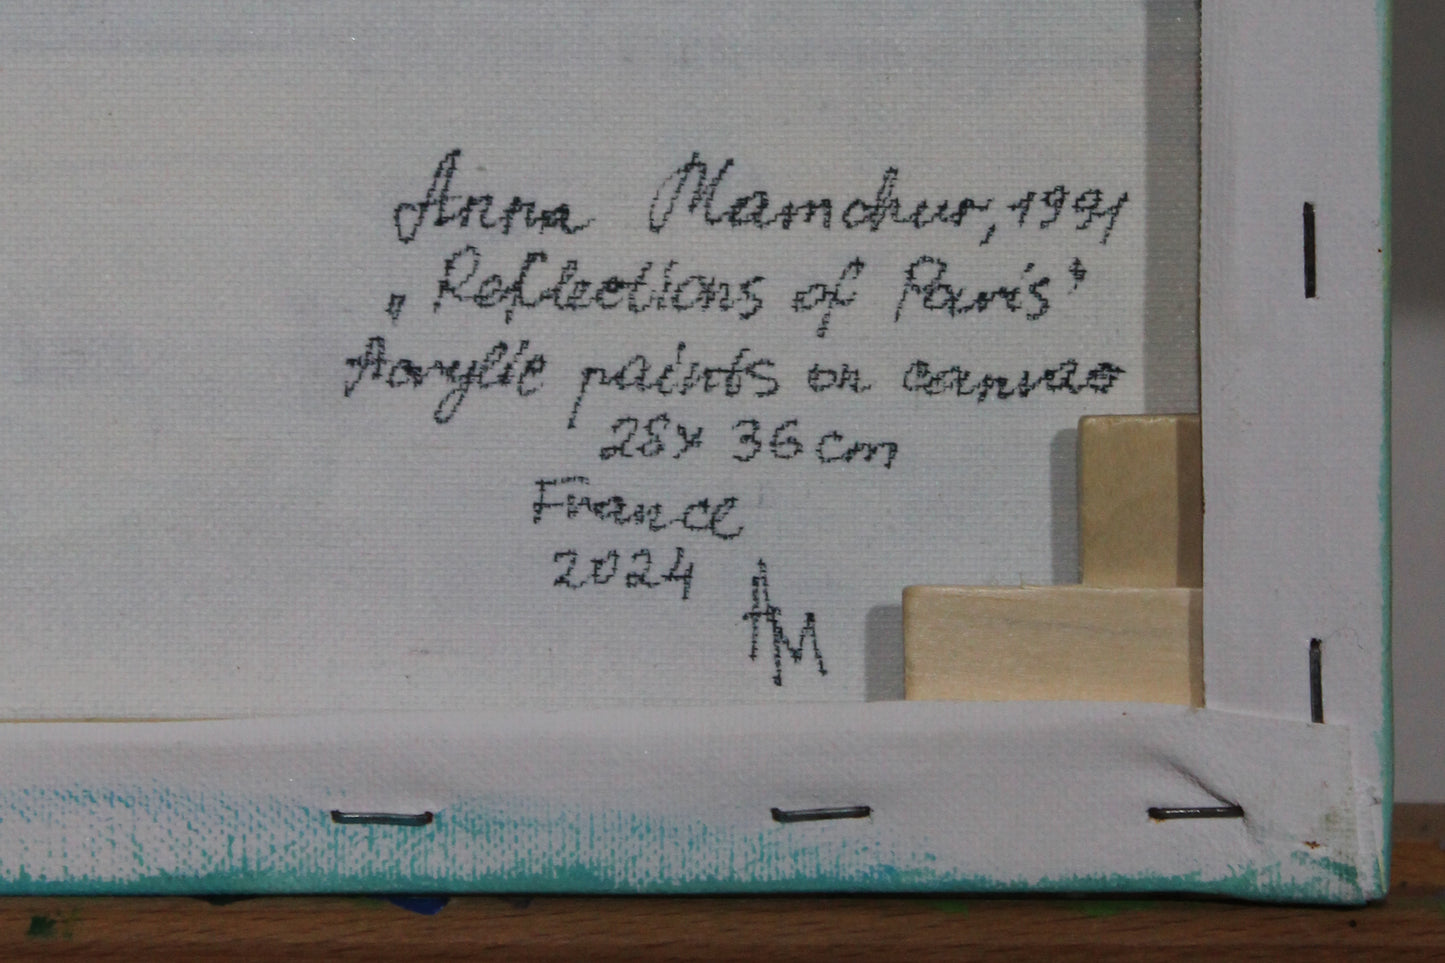 Anna Mamchur, 1991
„Reflections of Paris”
Acrylic paints on canvas
28x 36 cm
France
2024
AM